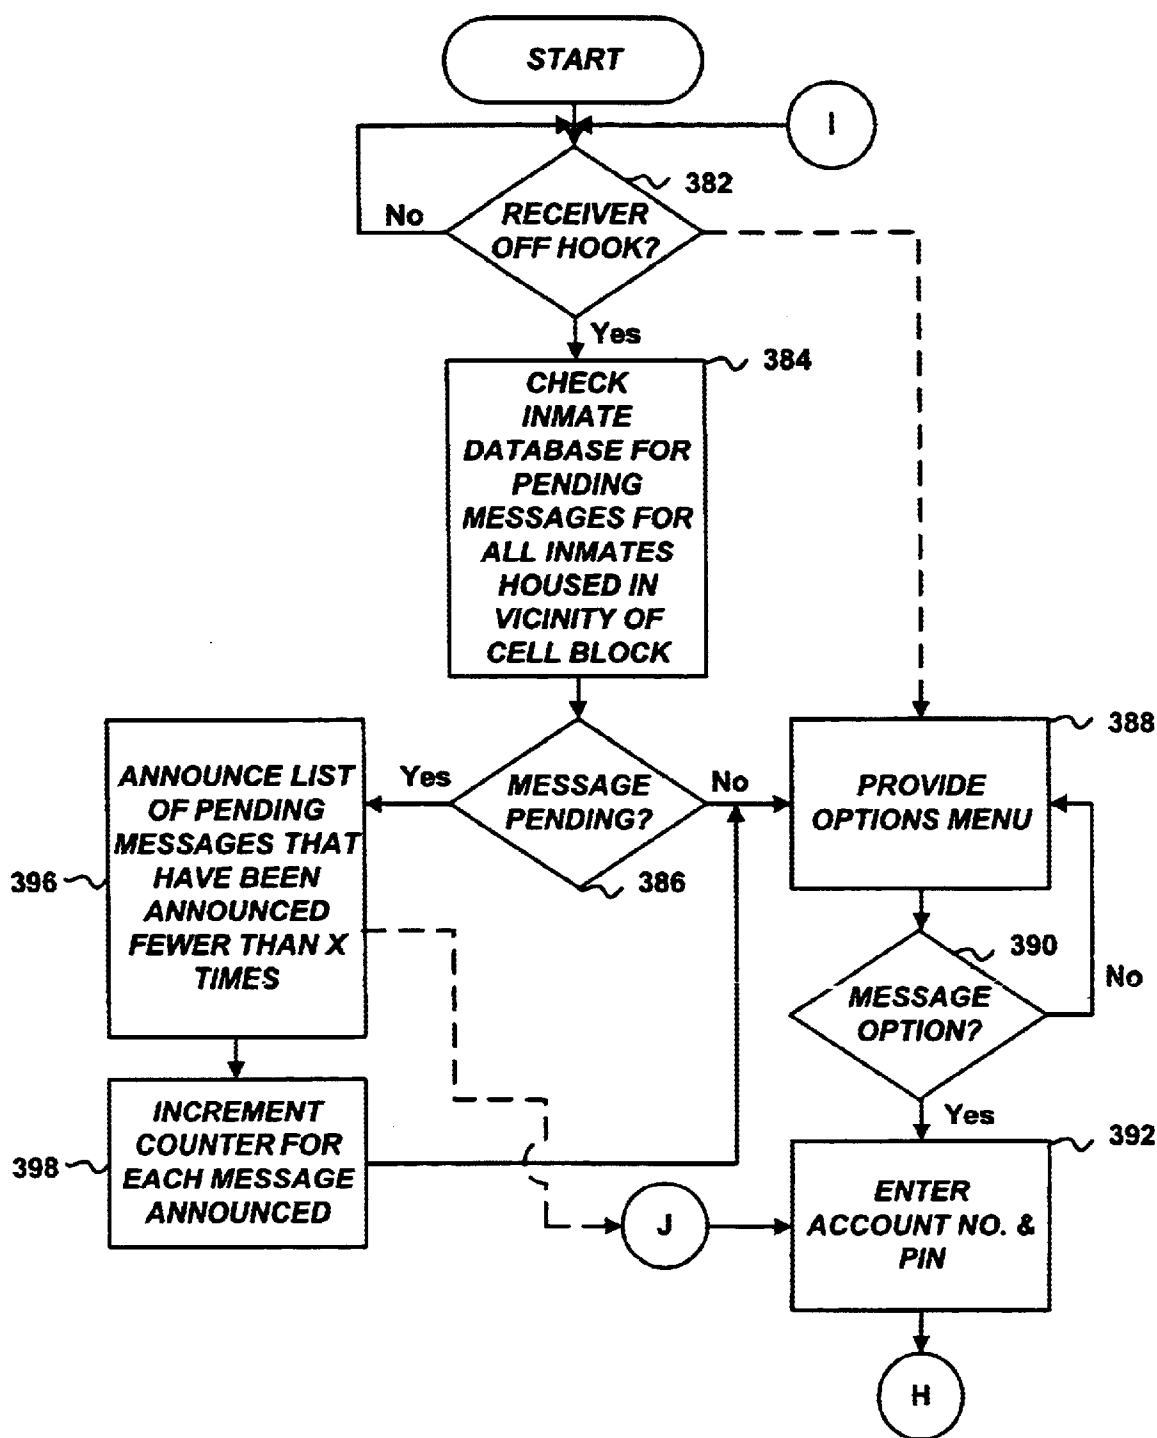 START
I
382
RECEIVER
OFF HOOK?
No
Yes
384
CHECK
INMATE
DATABASE FOR
PENDING
MESSAGES FOR
ALL INMATES
HOUSED IN
VICINITY OF
CELL BLOCK
388
MESSAGE
PENDING?
Yes
No
386
PROVIDE
OPTIONS MENU
396
ANNOUNCE LIST
OF PENDING
MESSAGES THAT
HAVE BEEN
ANNOUNCED
FEWER THAN X
TIMES
390
MESSAGE
OPTION?
No
Yes
398
INCREMENT
COUNTER FOR
EACH MESSAGE
ANNOUNCED
392
J
ENTER
ACCOUNT NO. &
PIN
H